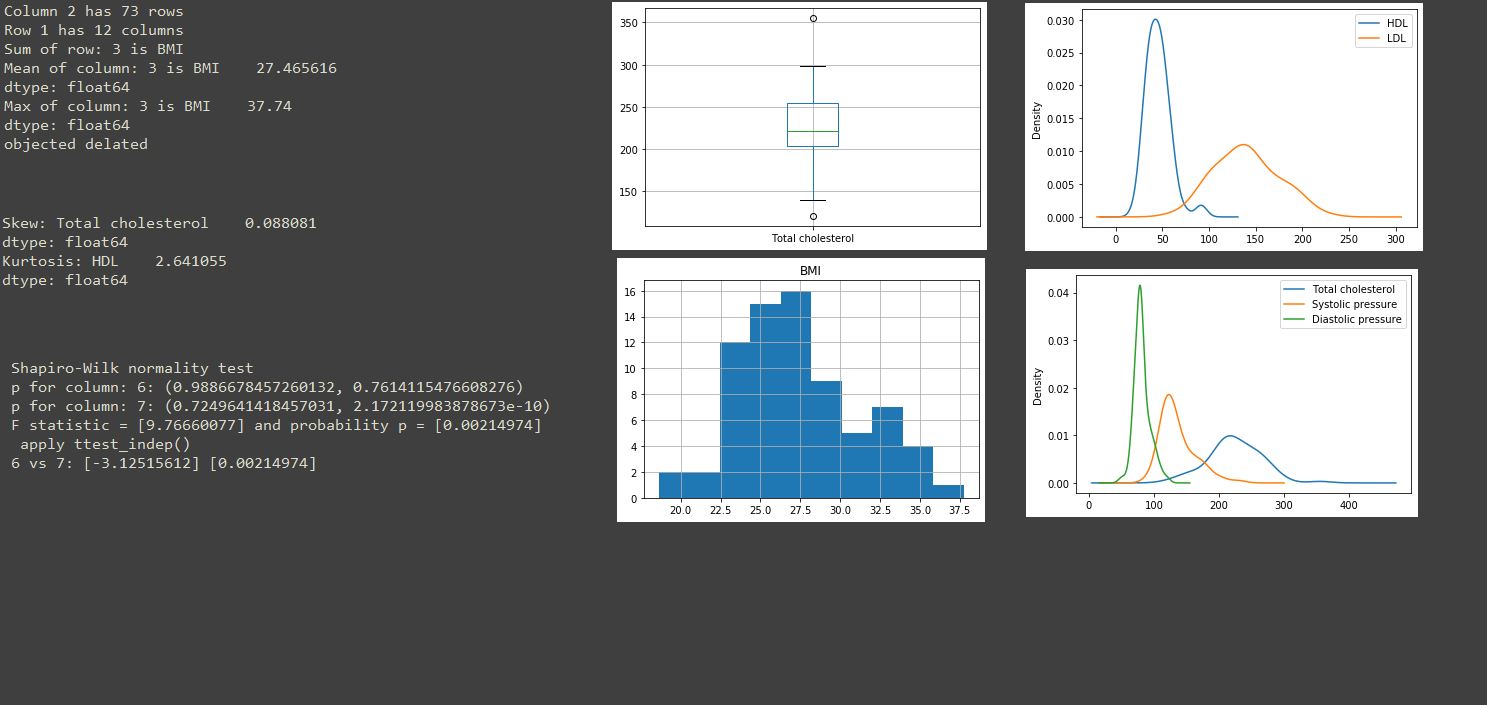 Column 2 has 73 rows
Row 1 has 12 columns
Sum of row: 3 is BMI
Mean of column: 3 is BMI    27.465616
dtype: float64
Max of column: 3 is BMI    37.74
dtype: float64
objected delated
Skew: Total cholesterol    0.088081
dtype: float64
Kurtosis: HDL    2.641055
dtype: float64
Shapiro-Wilk normality test
p for column: 6: (0.9886678457260132, 0.7614115476608276)
p for column: 7: (0.7249641418457031, 2.172119983878673e-10)
F statistic = [9.76660077] and probability p = [0.00214974]
apply ttest_indep()
6 vs 7: [-3.12515612] [0.00214974]
350
300
250
200
150
Total cholesterol
HDL
LDL
Density
0.030
0.025
0.020
0.015
0.010
0.005
0.000
0 50 100 150 200 250 300
BMI
16
14
12
10
8
6
4
2
0
20.0 22.5 25.0 27.5 30.0 32.5 35.0 37.5
Total cholesterol
Systolic pressure
Diastolic pressure
Density
0.04
0.03
0.02
0.01
0.00
0 100 200 300 400